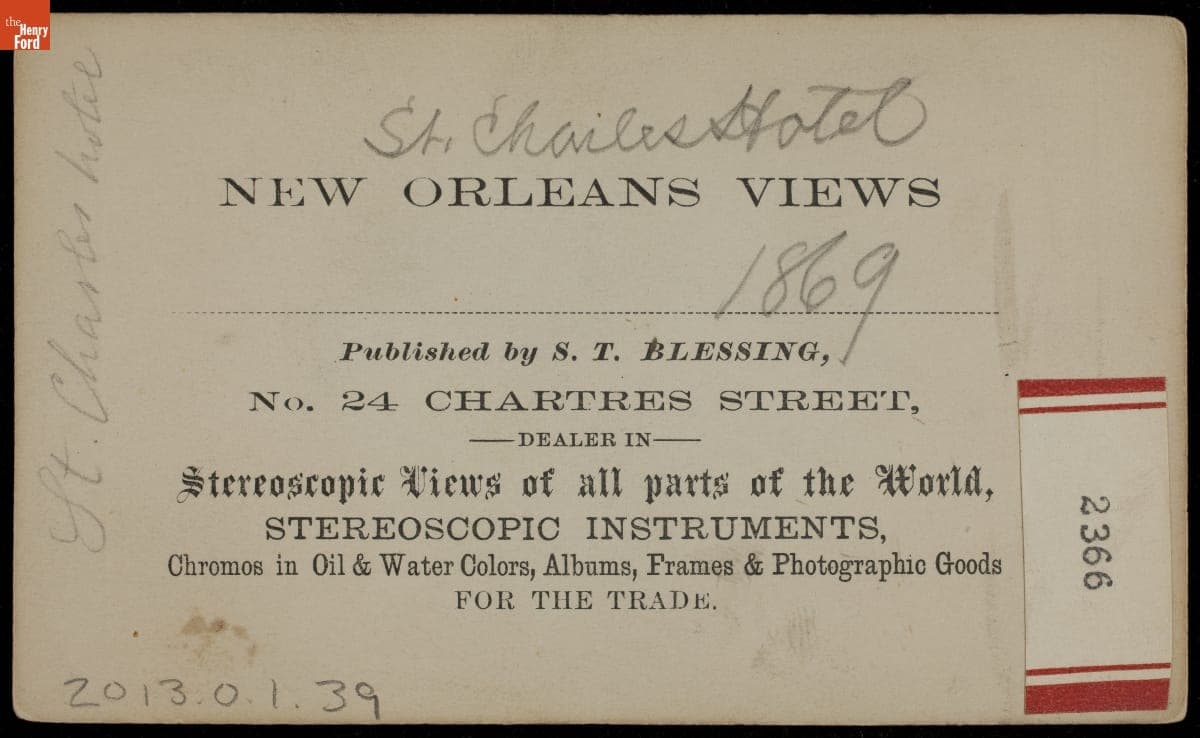 the
Henry
Ford
St. Charles Hotel
NEW ORLEANS VIEWS
1869
Published by S. T. BLESSING,
No. 24 CHARTRES STREET,
DEALER IN
Stereoscopic Views of all parts of the World,
STEREOSCOPIC INSTRUMENTS,
Chromos in Oil & Water Colors, Albums, Frames & Photographic Goods
FOR THE TRADE.
St. Charles hotel
2366
2013.0.1.39